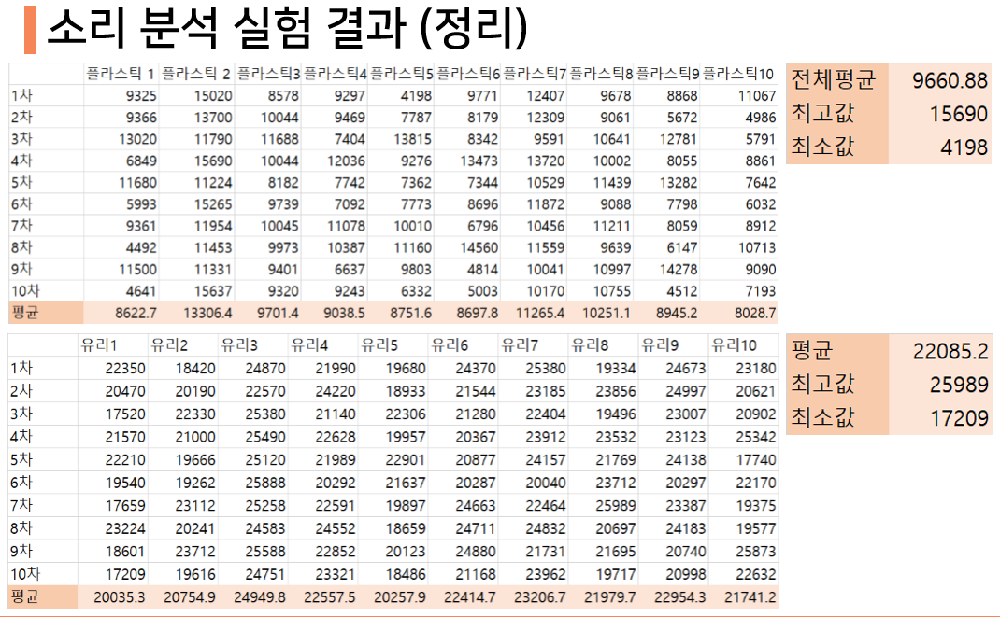 소리 분석 실험 결과 (정리)
플라스틱 1 플라스틱 2 플라스틱3 플라스틱4 플라스틱5 플라스틱6 플라스틱7 플라스틱8 플라스틱9 플라스틱10
1차 9325 15020 8578 9297 4198 9771 12407 9678 8868 11067
2차 9366 13700 10044 9469 7787 8179 12309 9061 5672 4986
3차 13020 11790 11688 7404 13815 8342 9591 10641 12781 5791
4차 6849 15690 10044 12036 9276 13473 13720 10002 8055 8861
5차 11680 11224 8182 7742 7362 7344 10529 11439 13282 7642
6차 5993 15265 9739 7092 7773 8696 11872 9088 7798 6032
7차 9361 11954 10045 11078 10010 6796 10456 11211 8059 8912
8차 4492 11453 9973 10387 11160 14560 11559 9639 6147 10713
9차 11500 11331 9401 6637 9803 4814 10041 10997 14278 9090
10차 4641 15637 9320 9243 6332 5003 10170 10755 4512 7193
평균 8622.7 13306.4 9701.4 9038.5 8751.6 8697.8 11265.4 10251.1 8945.2 8028.7
전체평균 9660.88
최고값 15690
최소값 4198
유리1 유리2 유리3 유리4 유리5 유리6 유리7 유리8 유리9 유리10
1차 22350 18420 24870 21990 19680 24370 25380 19334 24673 23180
2차 20470 20190 22570 24220 18933 21544 23185 23856 24997 20621
3차 17520 22330 25380 21140 22306 21280 22404 19496 23007 20902
4차 21570 21000 25490 22628 19957 20367 23912 23532 23123 25342
5차 22210 19666 25120 21989 22901 20877 24157 21769 24138 17740
6차 19540 19262 25888 20292 21637 20287 20040 23712 20297 22170
7차 17659 23112 25258 22591 19897 24663 22464 25989 23387 19375
8차 23224 20241 24583 24552 18659 24711 24832 20697 24183 19577
9차 18601 23712 25588 22852 20123 24880 21731 21695 20740 25873
10차 17209 19616 24751 23321 18486 21168 23962 19717 20998 22632
평균 20035.3 20754.9 24949.8 22557.5 20257.9 22414.7 23206.7 21979.7 22954.3 21741.2
평균 22085.2
최고값 25989
최소값 17209